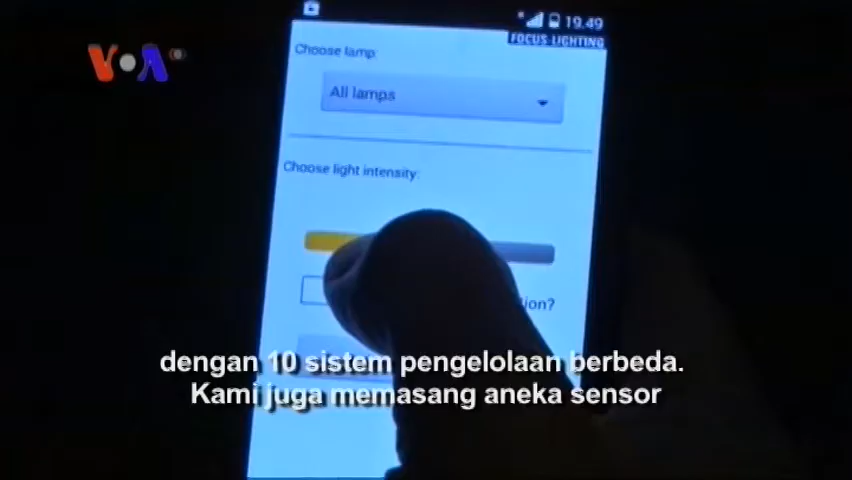 19.49
FOCUS LIGHTING
VOA
Choose lamp:
All lamps
Choose light intensity:
dengan 10 sistem pengelolaan berbeda.
Kami juga memasang aneka sensor